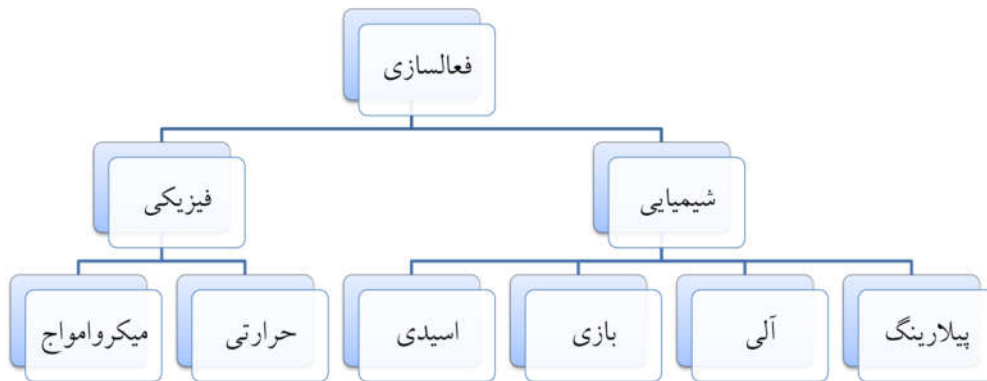 فعالسازی
شیمیایی
فیزیکی
پیلارینگ
آلی
بازی
اسیدی
حرارتی
میکروامواج